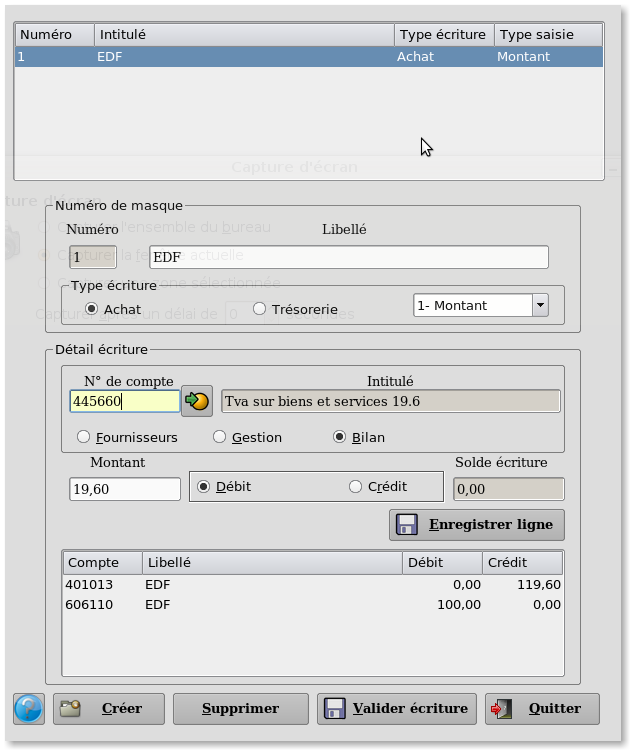 Numéro Intitulé Type écriture Type saisie
1 EDF Achat Montant
Capture d'écran
Numéro de masque
Numéro Libellé
1 EDF
Type écriture
Achat Trésorerie 1- Montant
Détail écriture
N° de compte Intitulé
445660 Tva sur biens et services 19.6
Fournisseurs Gestion Bilan
Montant Solde écriture
19,60 Débit Crédit 0,00
Enregistrer ligne
Compte Libellé Débit Crédit
401013 EDF 0,00 119,60
606110 EDF 100,00 0,00
? Créer Supprimer Valider écriture Quitter